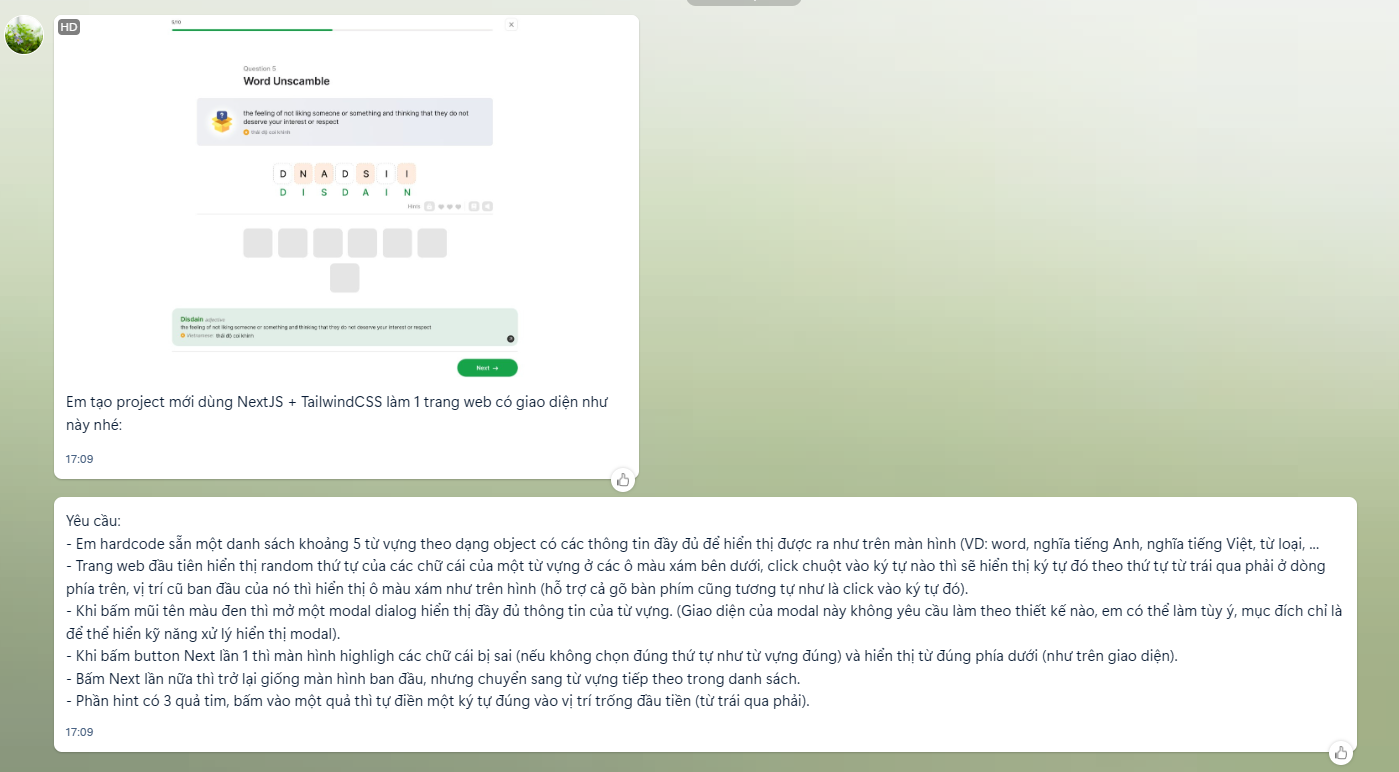 HD
5/10
Question 5
Word Unscamble
the feeling of not liking someone or something and thinking that they do not
deserve your interest or respect
thái độ coi khinh
D N A D S I I
D I S D A I N
Hints
Disdain adjective
the feeling of not liking someone or something and thinking that they do not deserve your interest or respect
Vietnamese: thái độ coi khinh
Next →
Em tạo project mới dùng NextJS + TailwindCSS làm 1 trang web có giao diện như
này nhé:
17:09
Yêu cầu:
- Em hardcode sẵn một danh sách khoảng 5 từ vựng theo dạng object có các thông tin đầy đủ để hiển thị được ra như trên màn hình (VD: word, nghĩa tiếng Anh, nghĩa tiếng Việt, từ loại, ...
- Trang web đầu tiên hiển thị random thứ tự của các chữ cái của một từ vựng ở các ô màu xám bên dưới, click chuột vào ký tự nào thì sẽ hiển thị ký tự đó theo thứ tự từ trái qua phải ở dòng
phía trên, vị trí cũ ban đầu của nó thì hiển thị ô màu xám như trên hình (hỗ trợ cả gõ bàn phím cũng tương tự như là click vào ký tự đó).
- Khi bấm mũi tên màu đen thì mở một modal dialog hiển thị đầy đủ thông tin của từ vựng. (Giao diện của modal này không yêu cầu làm theo thiết kế nào, em có thể làm tùy ý, mục đích chỉ là
để thể hiển kỹ năng xử lý hiển thị modal).
- Khi bấm button Next lần 1 thì màn hình highligh các chữ cái bị sai (nếu không chọn đúng thứ tự như từ vựng đúng) và hiển thị từ đúng phía dưới (như trên giao diện).
- Bấm Next lần nữa thì trở lại giống màn hình ban đầu, nhưng chuyển sang từ vựng tiếp theo trong danh sách.
- Phần hint có 3 quả tim, bấm vào một quả thì tự điền một ký tự đúng vào vị trí trống đầu tiền (từ trái qua phải).
17:09